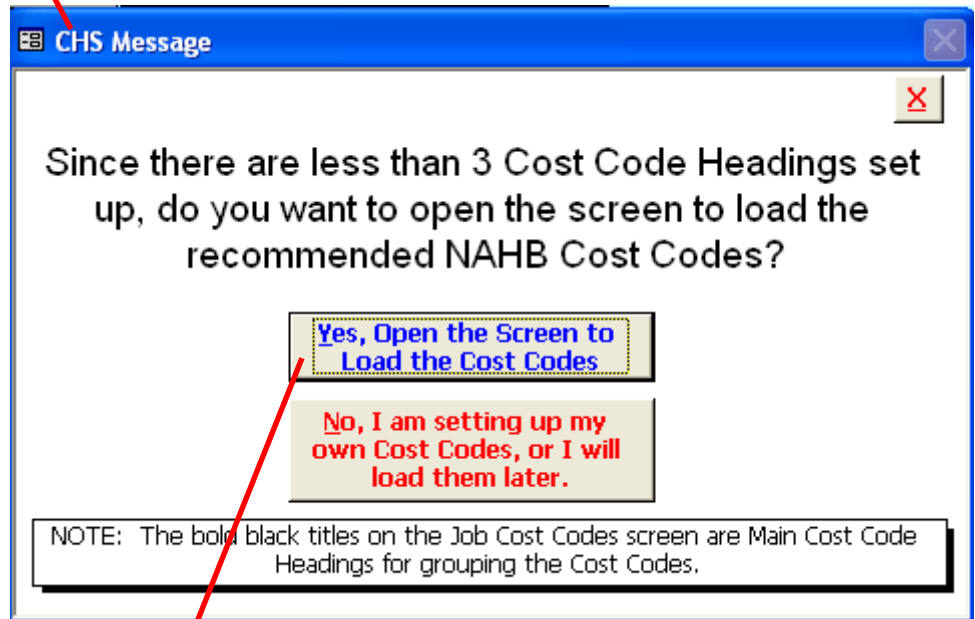 CHS Message
X
Since there are less than 3 Cost Code Headings set
up, do you want to open the screen to load the
recommended NAHB Cost Codes?
Yes, Open the Screen to
Load the Cost Codes
No, I am setting up my
own Cost Codes, or I will
load them later.
NOTE:  The bold black titles on the Job Cost Codes screen are Main Cost Code
Headings for grouping the Cost Codes.